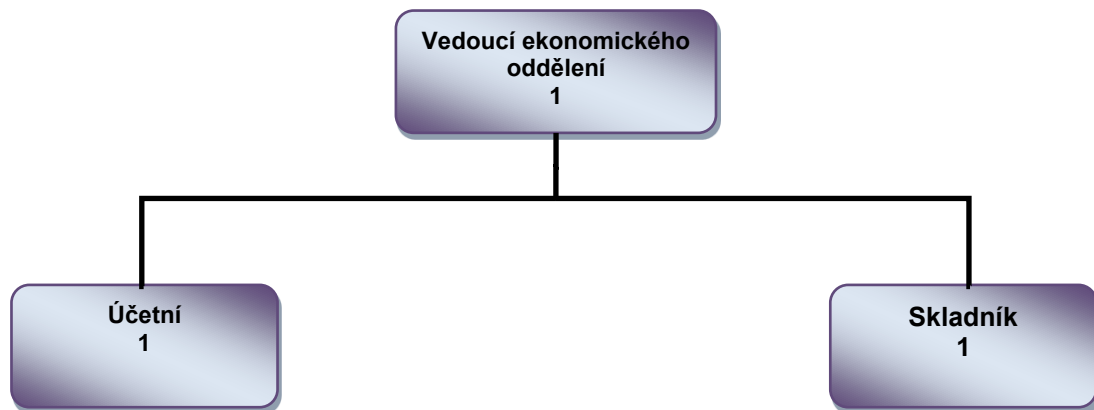 Vedoucí ekonomického
oddělení
1
Účetní
1
Skladník
1